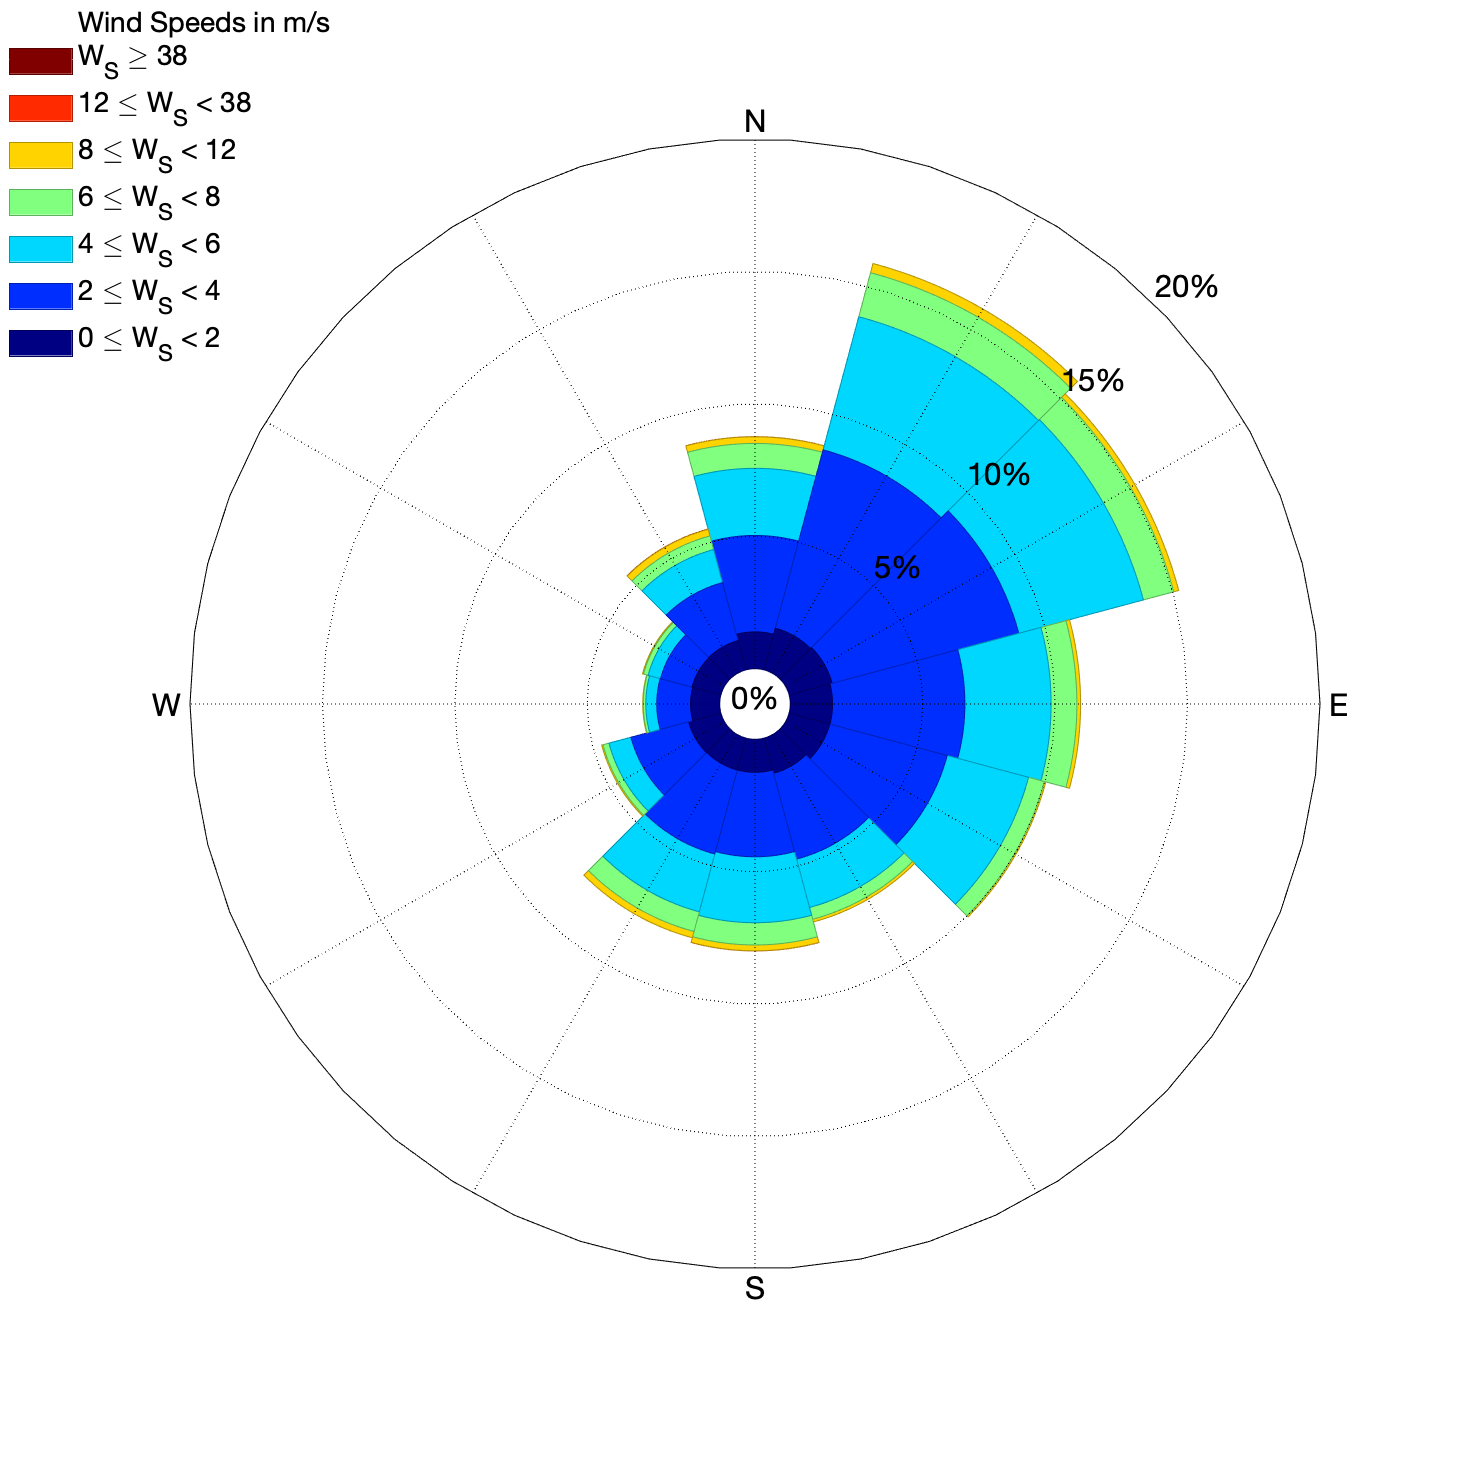 Wind Speeds in m/s
W_S ≥ 38
12 ≤ W_S < 38
8 ≤ W_S < 12
6 ≤ W_S < 8
4 ≤ W_S < 6
2 ≤ W_S < 4
0 ≤ W_S < 2
N
20%
15%
10%
5%
0%
W
E
S